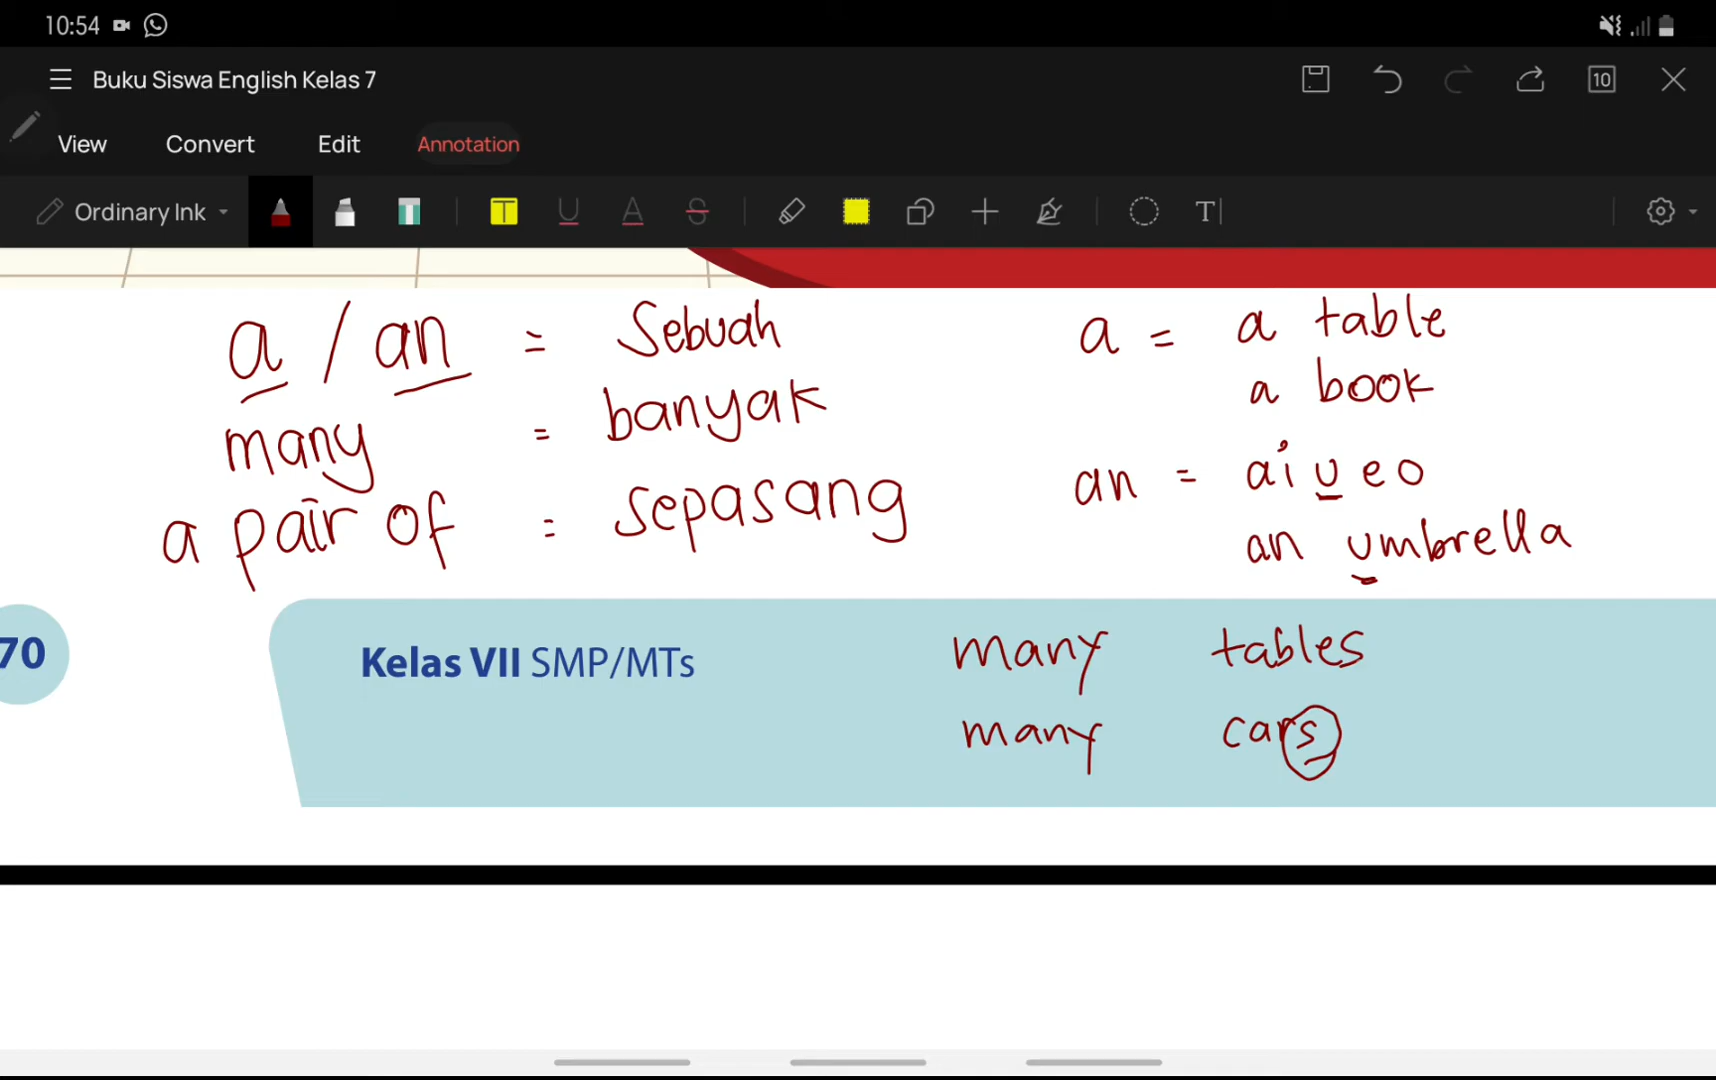 10:54
Buku Siswa English Kelas 7
10
View Convert Edit Annotation
Ordinary Ink T U A S T
a / an = Sebuah
many = banyak
a pair of = sepasang
a = a table
a book
an = aiueo
an umbrella
70
Kelas VII SMP/MTs
many tables
many cars